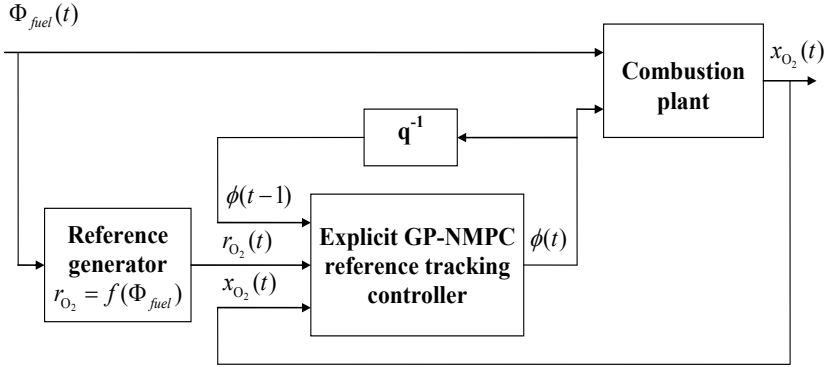 Φ_fuel(t)
x_O₂(t)
Combustion
plant
q⁻¹
ϕ(t−1)
Reference
generator
r_O₂ = f(Φ_fuel)
r_O₂(t)
x_O₂(t)
Explicit GP-NMPC
reference tracking
controller
ϕ(t)